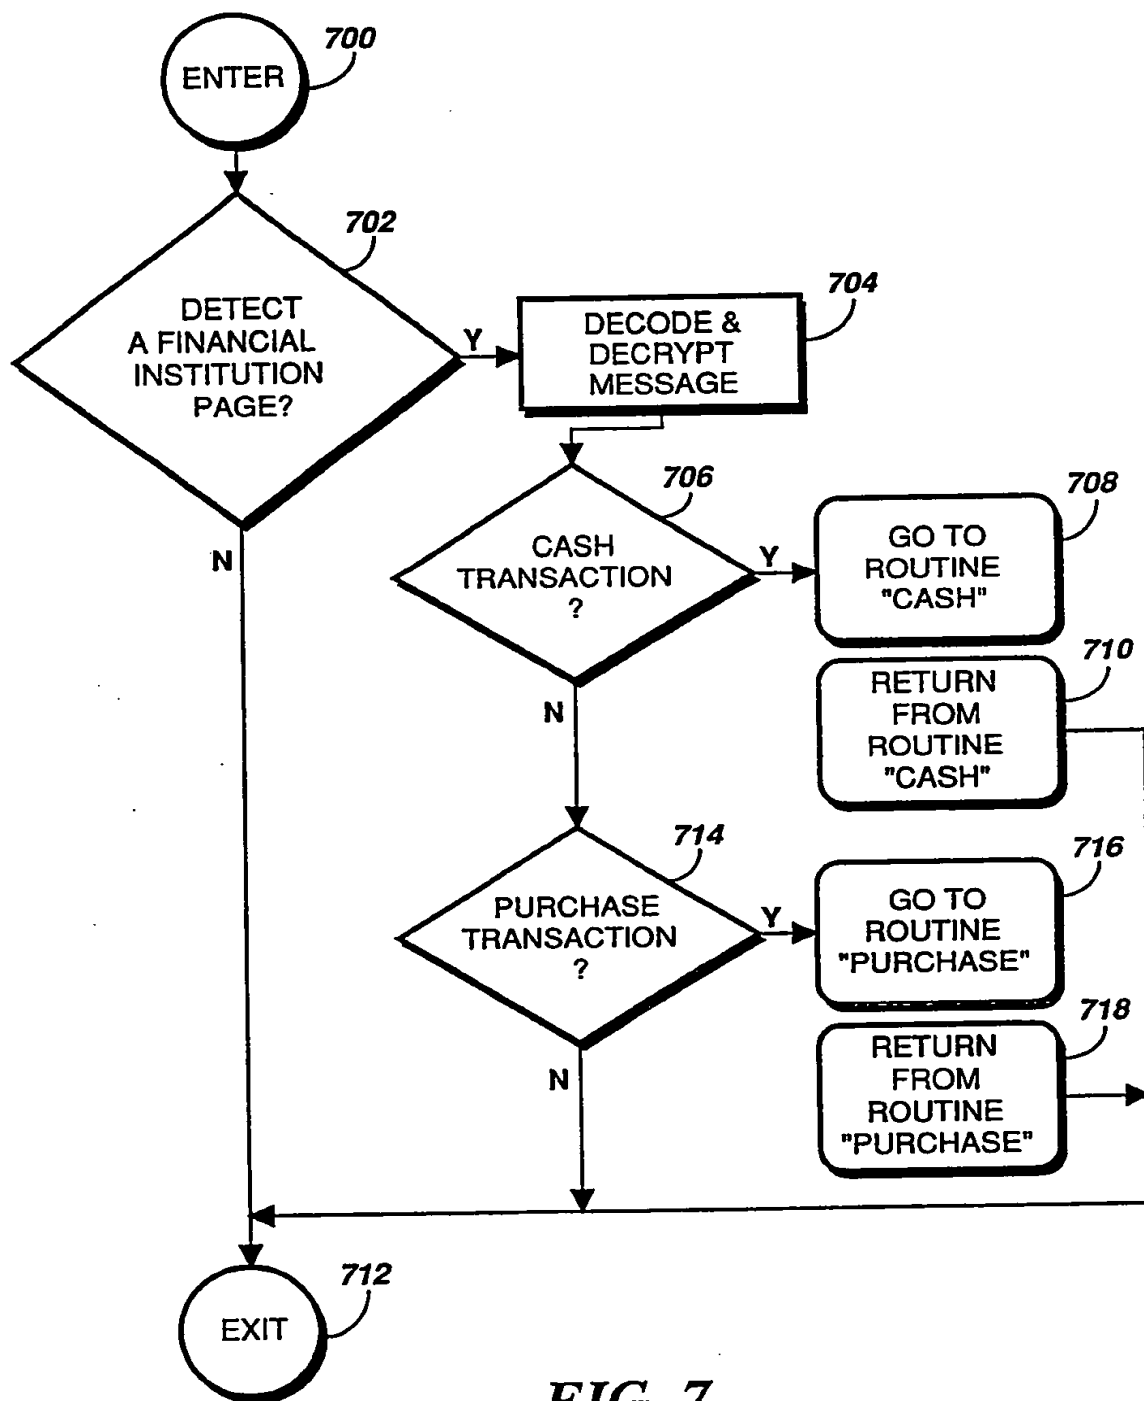 700
ENTER
702
DETECT
A FINANCIAL
INSTITUTION
PAGE?
Y
N
704
DECODE &
DECRYPT
MESSAGE
706
CASH
TRANSACTION
?
Y
N
708
GO TO
ROUTINE
"CASH"
710
RETURN
FROM
ROUTINE
"CASH"
714
PURCHASE
TRANSACTION
?
Y
N
716
GO TO
ROUTINE
"PURCHASE"
718
RETURN
FROM
ROUTINE
"PURCHASE"
712
EXIT
FIG. 7